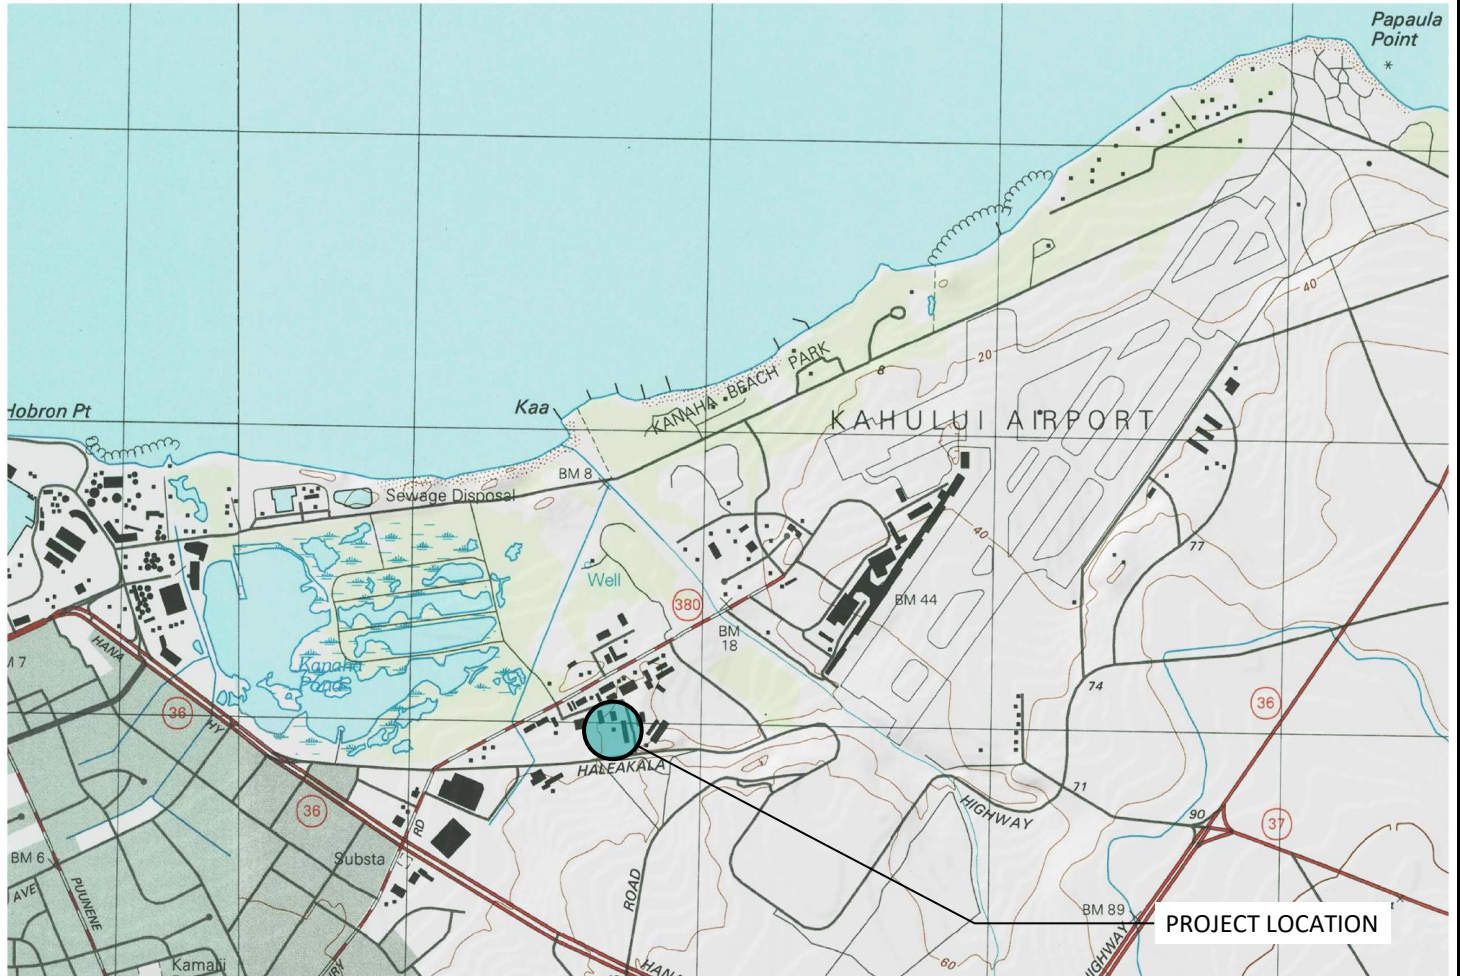 Papaula
Point
40
20
KANAHA BEACH PARK
8
Hobron Pt
Kaa
KAHULUI AIRPORT
BM 8
Sewage Disposal
40
77
Well
380
BM 44
BM
18
HANA
M 7
Kanaha
Pond
74
36
36
HY
HALEAKALA
71
HIGHWAY
90
37
36
RD
Substa
BM 6
AVE
PUUNENE
ROAD
BM 89
PROJECT LOCATION
HIGHWAY
60
Kamalii
HANA